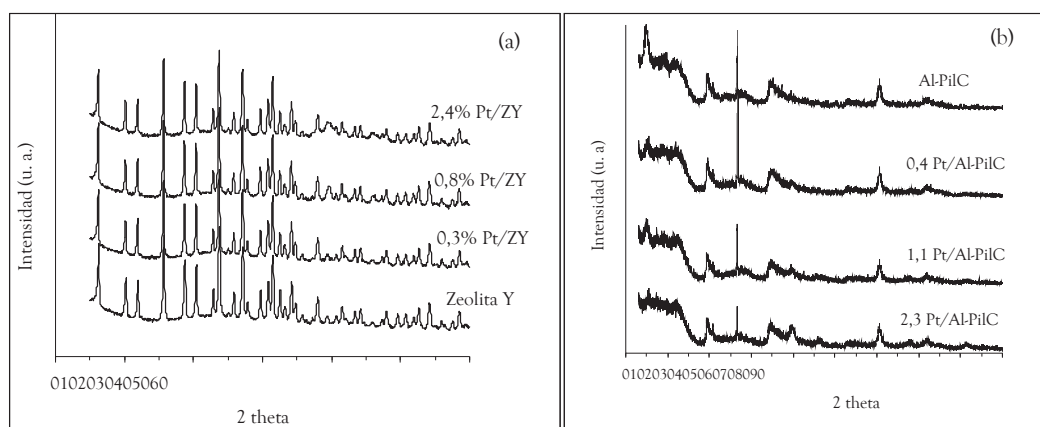 (a)
2,4% Pt/ZY
0,8% Pt/ZY
0,3% Pt/ZY
Zeolita Y
Intensidad (u. a.)
0102030405060
2 theta
(b)
Al-PilC
0,4 Pt/Al-PilC
1,1 Pt/Al-PilC
2,3 Pt/Al-PilC
Intensidad (u. a)
0102030405060708090
2 theta